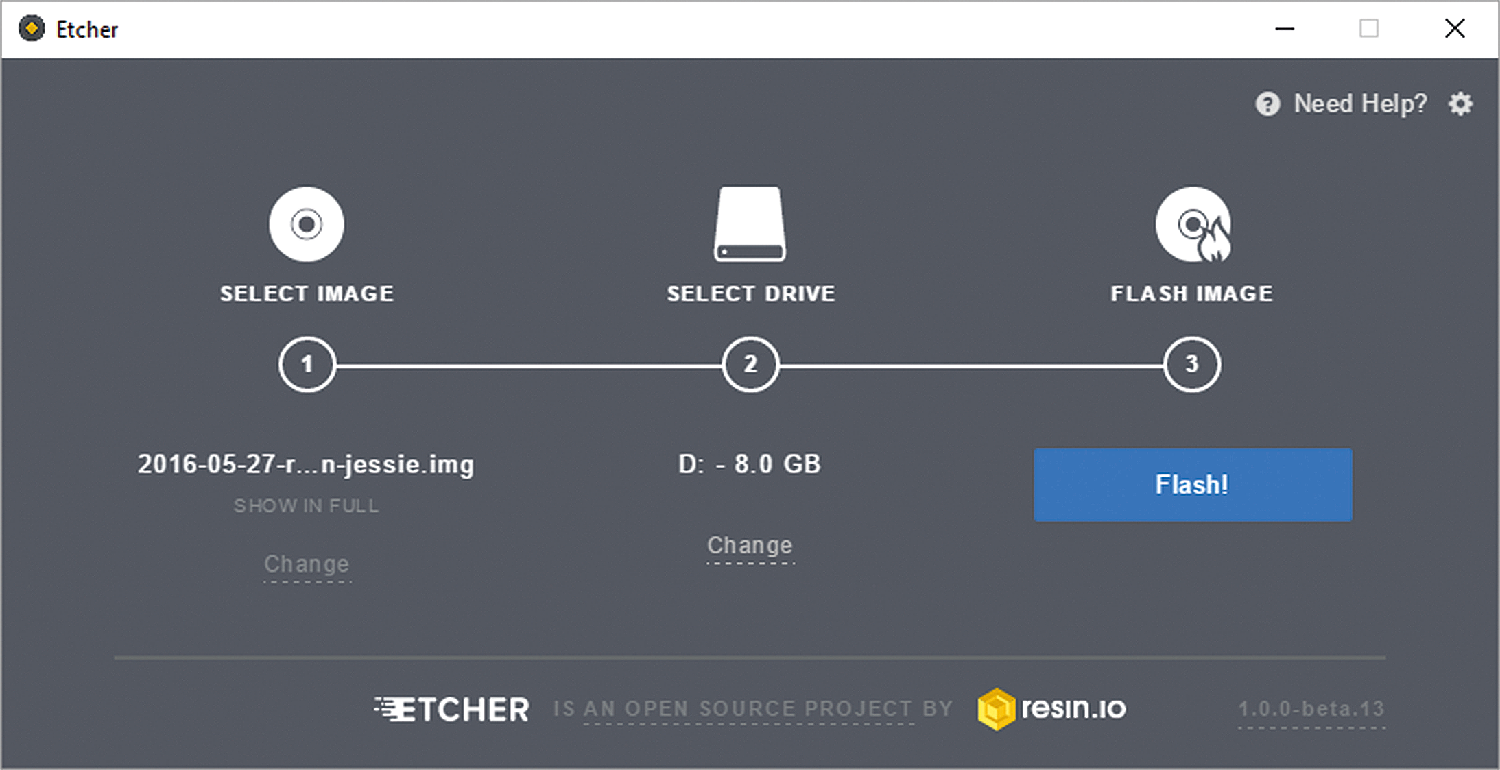 Etcher
Need Help?
SELECT IMAGE
SELECT DRIVE
FLASH IMAGE
1
2
3
2016-05-27-r...n-jessie.img
D: - 8.0 GB
Flash!
SHOW IN FULL
Change
Change
ETCHER IS AN OPEN SOURCE PROJECT BY resin.io 1.0.0-beta.13